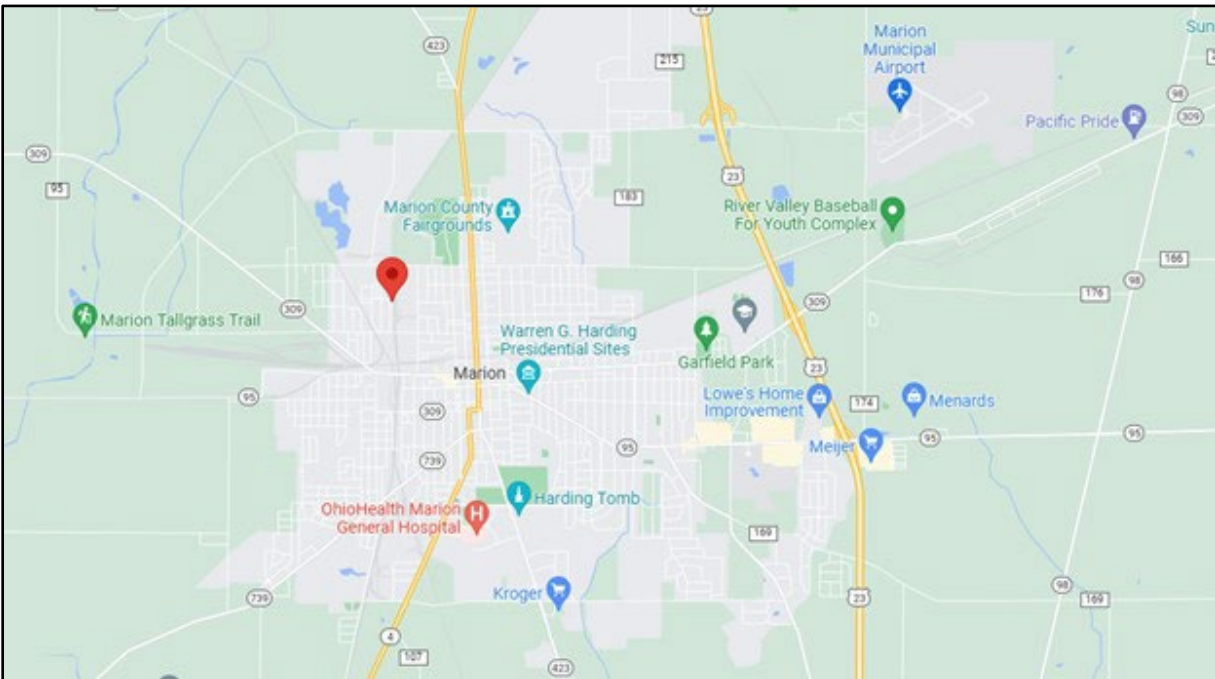 23
423
215
Marion
Municipal
Airport
Sun
98
309
Pacific Pride
309
95
23
183
Marion County
Fairgrounds
River Valley Baseball
For Youth Complex
166
98
176
309
309
Marion Tallgrass Trail
Warren G. Harding
Presidential Sites
Garfield Park
Marion
23
95
309
Lowe's Home
Improvement
174
Menards
95
Meijer
95
95
739
Harding Tomb
OhioHealth Marion
General Hospital
169
Kroger
98
739
23
169
4
107
423